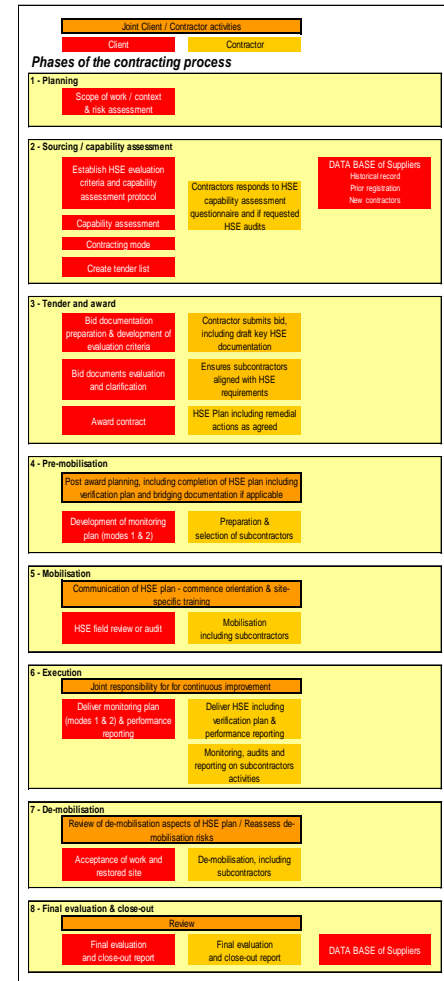 Joint Client / Contractor activities
Client
Contractor
Phases of the contracting process
1 - Planning
Scope of work / context
& risk assessment
2 - Sourcing / capability assessment
Establish HSE evaluation
criteria and capability
assessment protocol
Capability assessment
Contracting mode
Create tender list
Contractors responds to HSE
capability assessment
questionnaire and if requested
HSE audits
DATA BASE of Suppliers
Historical record
Prior registration
New contractors
3 - Tender and award
Bid documentation
preparation & development of
evaluation criteria
Contractor submits bid,
including draft key HSE
documentation
Bid documents evaluation
and clarification
Ensures subcontractors
aligned with HSE
requirements
Award contract
HSE Plan including remedial
actions as agreed
4 - Pre-mobilisation
Post award planning, including completion of HSE plan including
verification plan and bridging documentation if applicable
Development of monitoring
plan (modes 1 & 2)
Preparation &
selection of subcontractors
5 - Mobilisation
Communication of HSE plan - commence orientation & site-
specific training
HSE field review or audit
Mobilisation
including subcontractors
6 - Execution
Joint responsibility for for continuous improvement
Deliver monitoring plan
(modes 1 & 2) & performance
reporting
Deliver HSE including
verification plan &
performance reporting
Monitoring, audits and
reporting on subcontractors
activities
7 - De-mobilisation
Review of de-mobilisation aspects of HSE plan / Reassess de-
mobilisation risks
Acceptance of work and
restored site
De-mobilisation, including
subcontractors
8 - Final evaluation & close-out
Review
Final evaluation
and close-out report
Final evaluation
and close-out report
DATA BASE of Suppliers